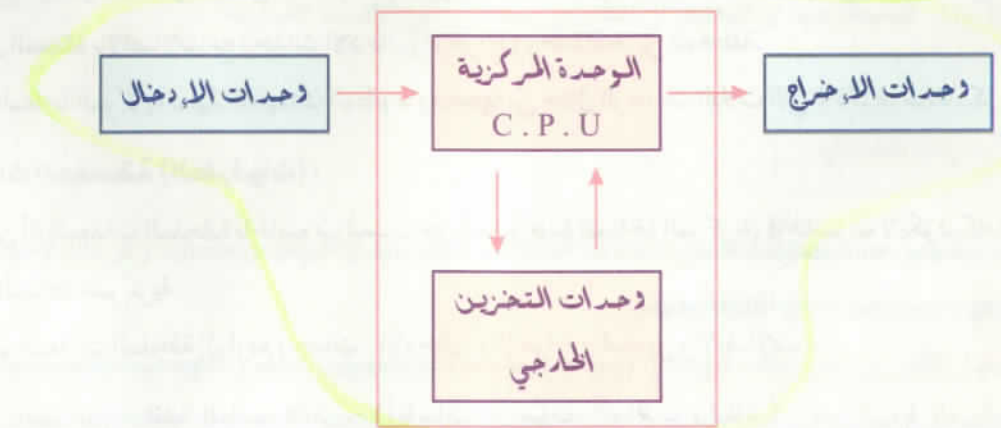 وحدات الإدخال
الوحدة المركزية
C . P . U
وحدات الإخراج
وحدات التخزين
الخارجي